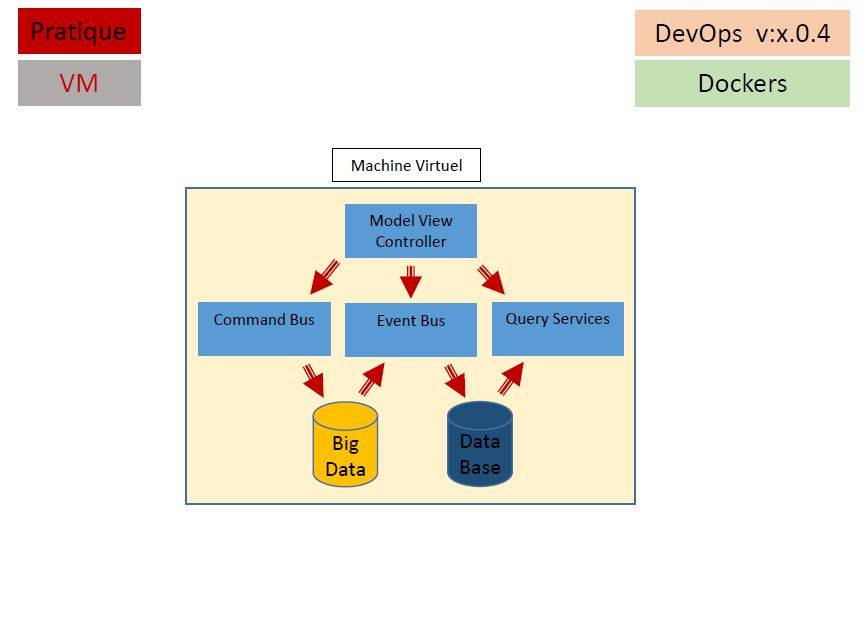 Pratique
DevOps v:x.0.4
VM
Dockers
Machine Virtuel
Model View
Controller
Command Bus
Event Bus
Query Services
Big
Data
Data
Base